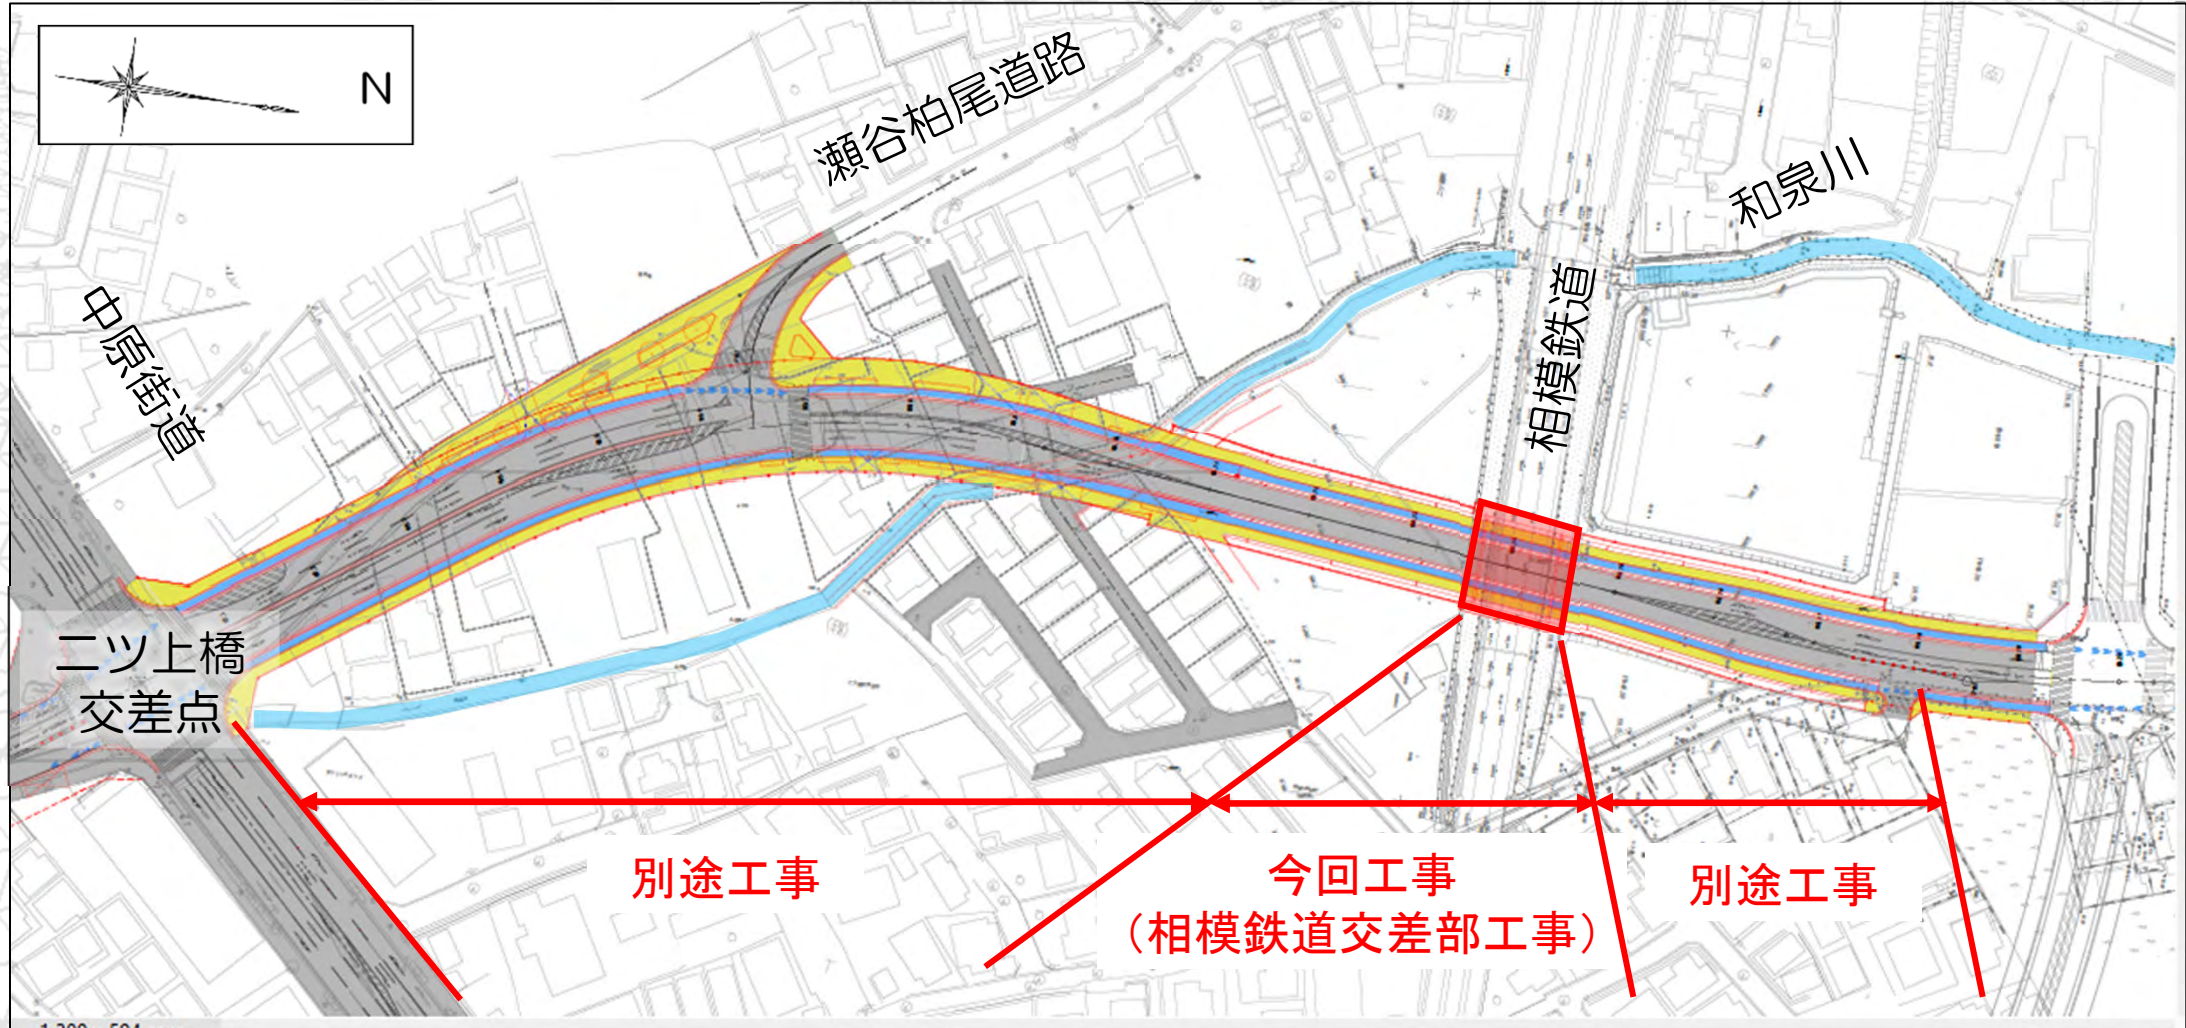 N
瀬谷柏尾道路
和泉川
中原街道
相模鉄道
二ツ上橋
交差点
別途工事
今回工事
（相模鉄道交差部工事）
別途工事